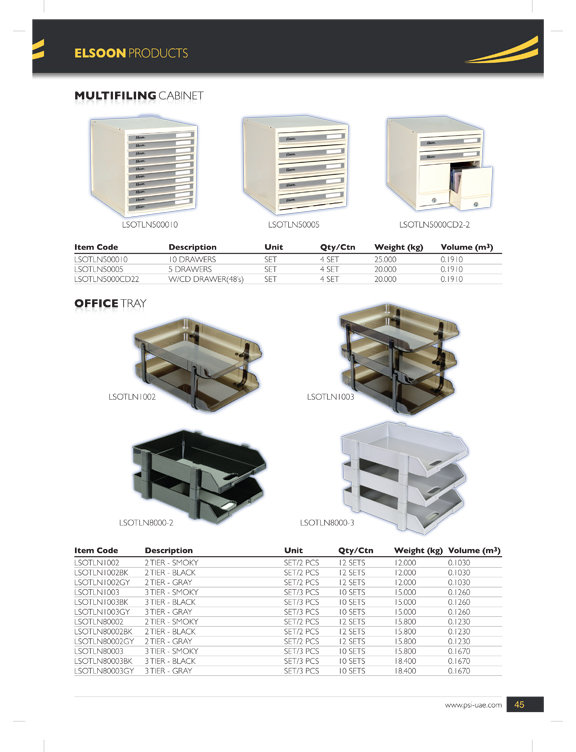 ELSOON PRODUCTS
MULTIFILING CABINET
LSOTLN500010 LSOTLN50005 LSOTLN5000CD2-2
Item Code Description Unit Qty/Ctn Weight (kg) Volume (m³)
LSOTLN500010 10 DRAWERS SET 4 SET 25.000 0.1910
LSOTLN50005 5 DRAWERS SET 4 SET 20.000 0.1910
LSOTLN5000CD22 W/CD DRAWER(48's) SET 4 SET 20.000 0.1910
OFFICE TRAY
LSOTLN1002 LSOTLN1003
LSOTLN8000-2 LSOTLN8000-3
Item Code Description Unit Qty/Ctn Weight (kg) Volume (m³)
LSOTLN1002 2 TIER - SMOKY SET/2 PCS 12 SETS 12.000 0.1030
LSOTLN1002BK 2 TIER - BLACK SET/2 PCS 12 SETS 12.000 0.1030
LSOTLN1002GY 2 TIER - GRAY SET/2 PCS 12 SETS 12.000 0.1030
LSOTLN1003 3 TIER - SMOKY SET/3 PCS 10 SETS 15.000 0.1260
LSOTLN1003BK 3 TIER - BLACK SET/3 PCS 10 SETS 15.000 0.1260
LSOTLN1003GY 3 TIER - GRAY SET/3 PCS 10 SETS 15.000 0.1260
LSOTLN80002 2 TIER - SMOKY SET/2 PCS 12 SETS 15.800 0.1230
LSOTLN80002BK 2 TIER - BLACK SET/2 PCS 12 SETS 15.800 0.1230
LSOTLN80002GY 2 TIER - GRAY SET/2 PCS 12 SETS 15.800 0.1230
LSOTLN80003 3 TIER - SMOKY SET/3 PCS 10 SETS 15.800 0.1670
LSOTLN80003BK 3 TIER - BLACK SET/3 PCS 10 SETS 18.400 0.1670
LSOTLN80003GY 3 TIER - GRAY SET/3 PCS 10 SETS 18.400 0.1670
www.psi-uae.com 45